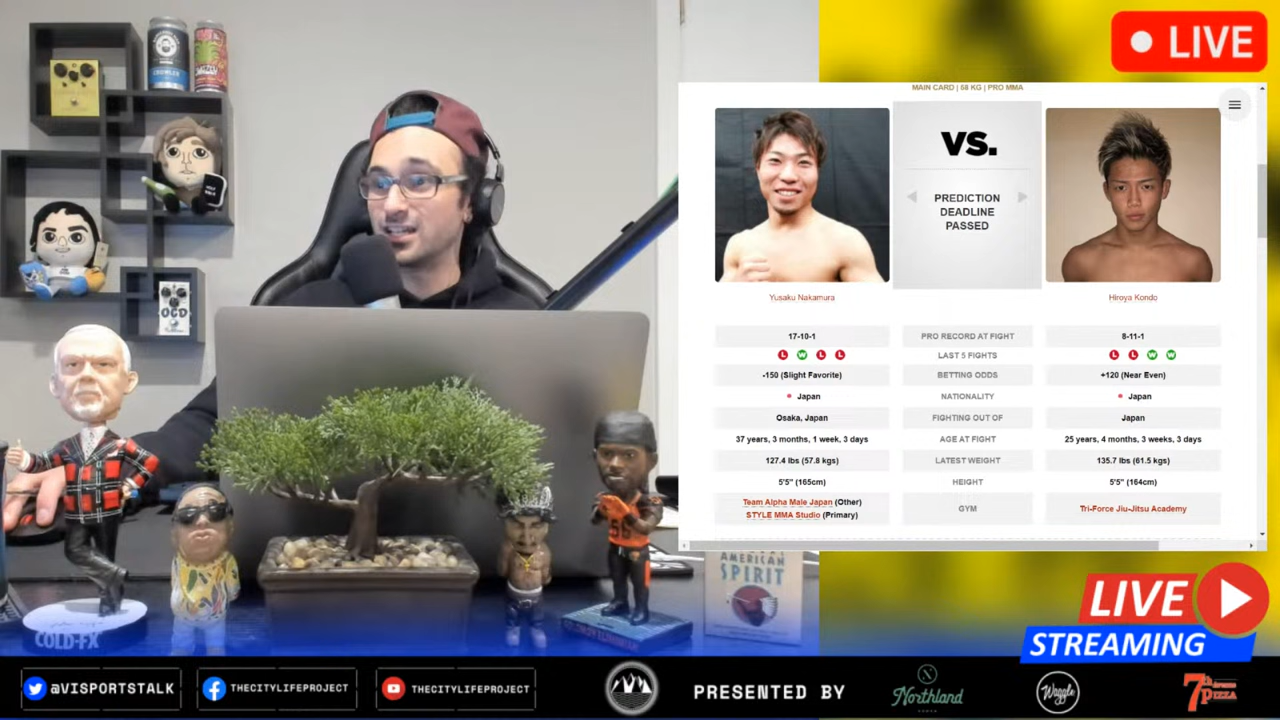 LIVE
MAIN CARD | 58 KG | PRO MMA
VS.
PREDICTION
DEADLINE
PASSED
Yusaku Nakamura
Hiroya Kondo
17-10-1 PRO RECORD AT FIGHT 8-11-1
L W L L LAST 5 FIGHTS L L W W
-150 (Slight Favorite) BETTING ODDS +120 (Near Even)
Japan NATIONALITY Japan
Osaka, Japan FIGHTING OUT OF Japan
37 years, 3 months, 1 week, 3 days AGE AT FIGHT 25 years, 4 months, 3 weeks, 3 days
127.4 lbs (57.8 kgs) LATEST WEIGHT 135.7 lbs (61.5 kgs)
5'5" (165cm) HEIGHT 5'5" (164cm)
Team Alpha Male Japan (Other)
STYLE MMA Studio (Primary)
GYM
Tri-Force Jiu-Jitsu Academy
CROWLER
OCD
COLD-FX
AMERICAN
SPIRIT
LIVE
STREAMING
@VISPORTSTALK
THECITYLIFEPROJECT
THECITYLIFEPROJECT
PRESENTED BY
Northland
Waggle
7th
PIZZA